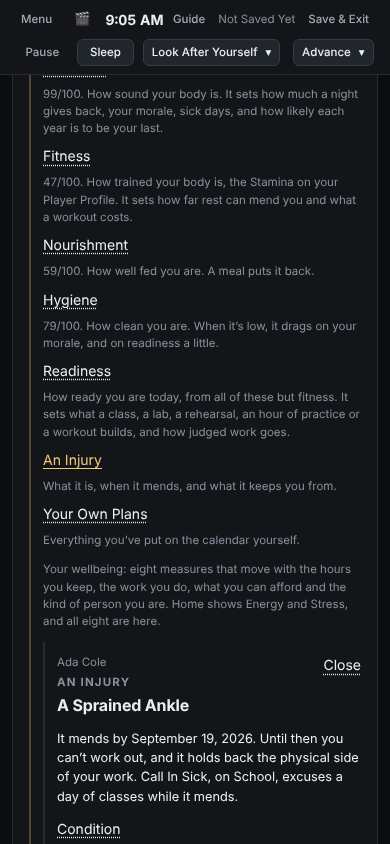 Menu 🎬 9:05 AM Guide Not Saved Yet Save & Exit
Pause Sleep Look After Yourself ▾ Advance ▾
99/100. How sound your body is. It sets how much a night
gives back, your morale, sick days, and how likely each
year is to be your last.
Fitness
47/100. How trained your body is, the Stamina on your
Player Profile. It sets how far rest can mend you and what
a workout costs.
Nourishment
59/100. How well fed you are. A meal puts it back.
Hygiene
79/100. How clean you are. When it’s low, it drags on your
morale, and on readiness a little.
Readiness
How ready you are today, from all of these but fitness. It
sets what a class, a lab, a rehearsal, an hour of practice or
a workout builds, and how judged work goes.
An Injury
What it is, when it mends, and what it keeps you from.
Your Own Plans
Everything you’ve put on the calendar yourself.
Your wellbeing: eight measures that move with the hours
you keep, the work you do, what you can afford and the
kind of person you are. Home shows Energy and Stress,
and all eight are here.
Ada Cole
Close
AN INJURY
A Sprained Ankle
It mends by September 19, 2026. Until then you
can’t work out, and it holds back the physical side
of your work. Call In Sick, on School, excuses a
day of classes while it mends.
Condition